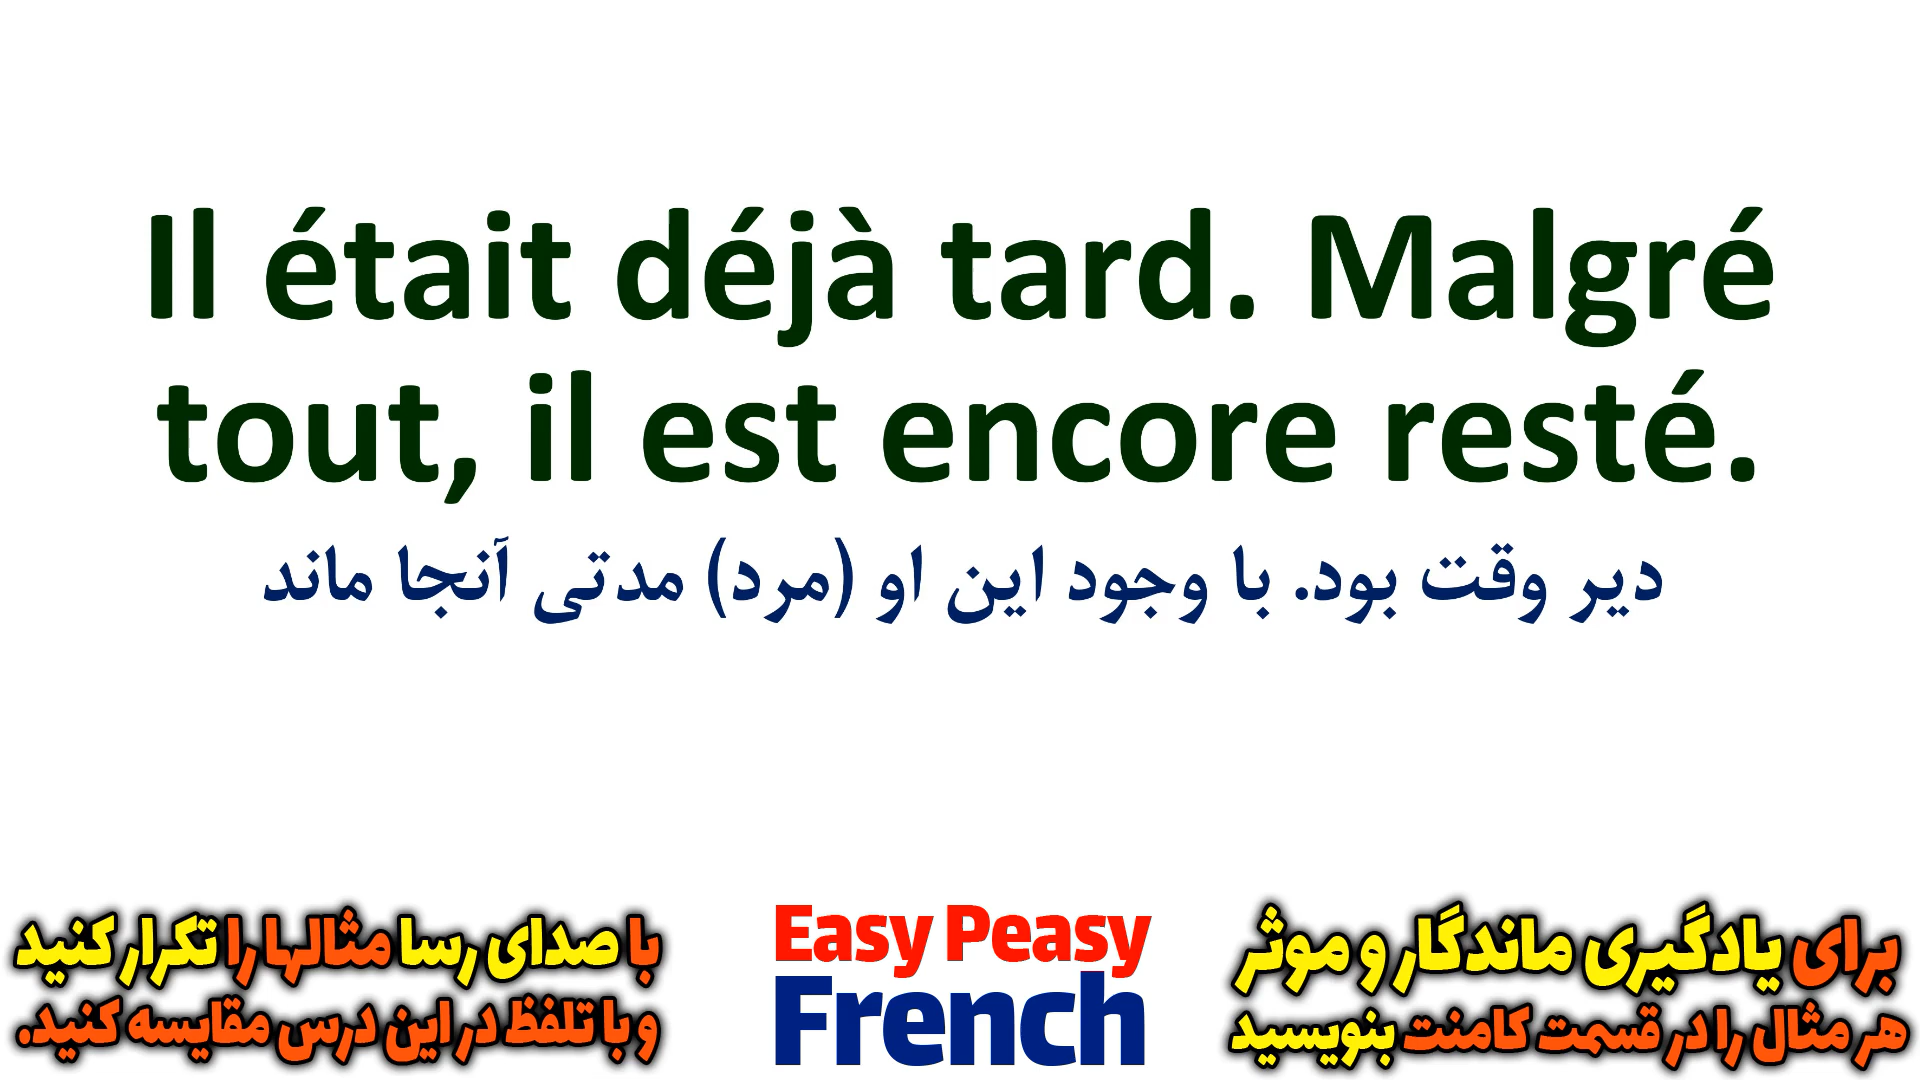 Il était déjà tard. Malgré
tout, il est encore resté.
دیر وقت بود. با وجود این او (مرد) مدتی آنجا ماند
با صدای رسا مثالها را تکرار کنید
و با تلفظ در این درس مقایسه کنید.
Easy Peasy
French
برای یادگیری ماندگار و موثر
هر مثال را در قسمت کامنت بنویسید